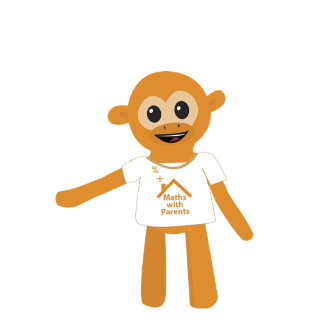 %
+
Maths
with
Parents